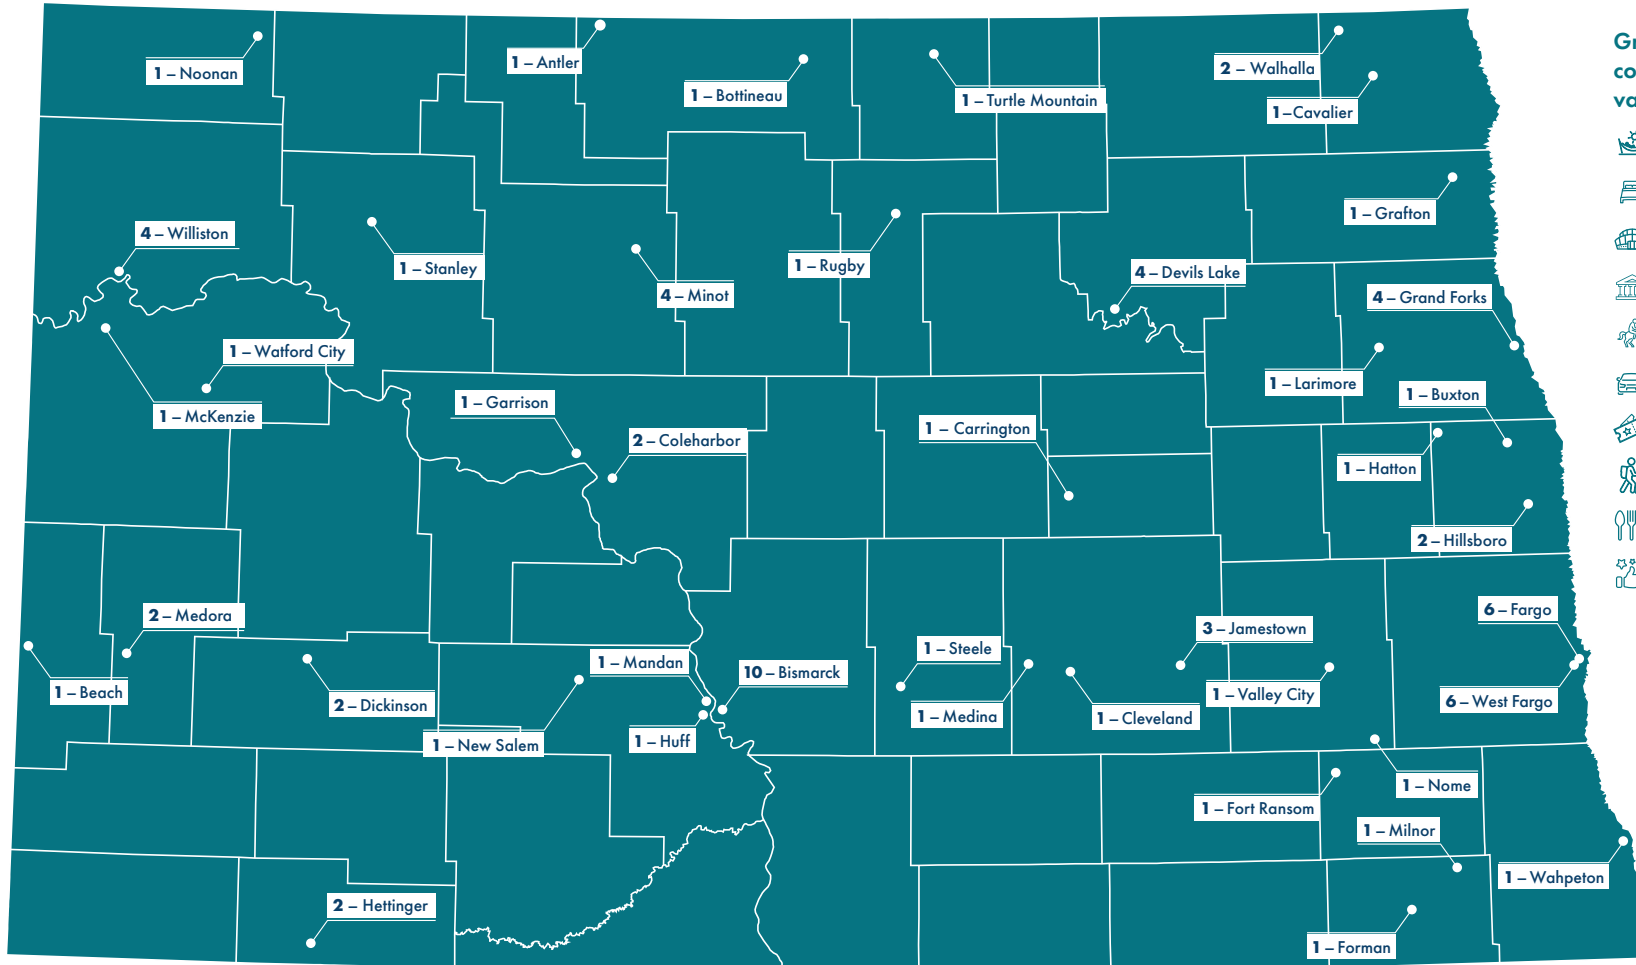 1 – Noonan
1 – Antler
1 – Bottineau
1 – Turtle Mountain
2 – Walhalla
1 – Cavalier
Gr
co
va
1 – Grafton
4 – Williston
1 – Stanley
4 – Minot
1 – Rugby
4 – Devils Lake
4 – Grand Forks
1 – Watford City
1 – McKenzie
1 – Larimore
1 – Buxton
1 – Garrison
2 – Coleharbor
1 – Carrington
1 – Hatton
2 – Hillsboro
2 – Medora
1 – Beach
2 – Dickinson
1 – New Salem
1 – Mandan
1 – Huff
10 – Bismarck
1 – Steele
1 – Medina
1 – Cleveland
3 – Jamestown
1 – Valley City
6 – Fargo
6 – West Fargo
1 – Nome
1 – Fort Ransom
1 – Milnor
1 – Wahpeton
2 – Hettinger
1 – Forman